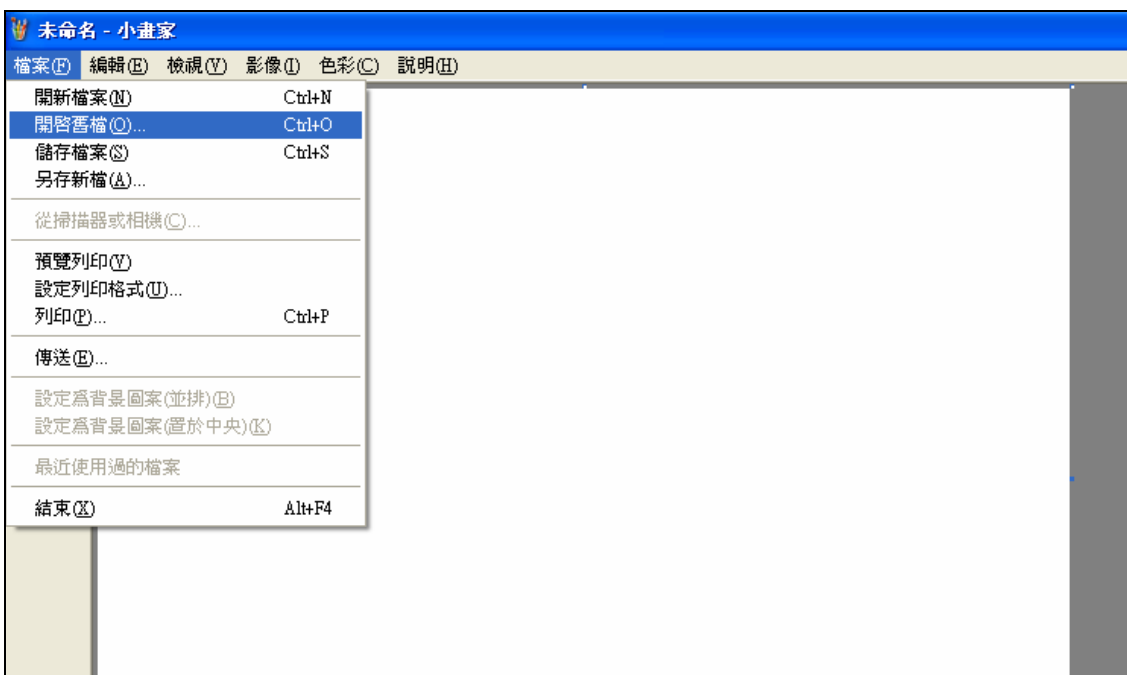 未命名 - 小畫家
檔案(F) 編輯(E) 檢視(V) 影像(I) 色彩(C) 說明(H)
開新檔案(N) Ctrl+N
開啓舊檔(O)... Ctrl+O
儲存檔案(S) Ctrl+S
另存新檔(A)...
從掃描器或相機(C)...
預覽列印(V)
設定列印格式(U)...
列印(P)... Ctrl+P
傳送(E)...
設定爲背景圖案(並排)(B)
設定爲背景圖案(置於中央)(K)
最近使用過的檔案
結束(X) Alt+F4